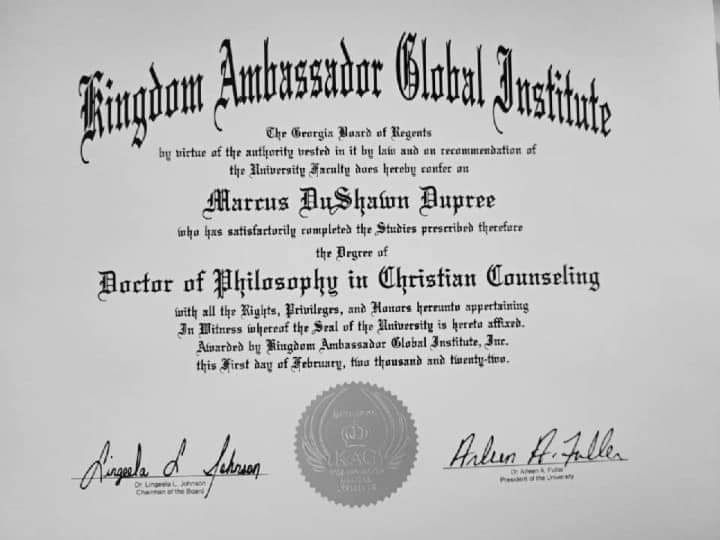 Kingdom Ambassador Global Institute
The Georgia Board of Regents
by virtue of the authority vested in it by law and on recommendation of
the University Faculty does hereby confer on
Marcus DuShawn Dupree
who has satisfactorily completed the Studies prescribed therefore
the Degree of
Doctor of Philosophy in Christian Counseling
with all the Rights, Privileges, and Honors hereunto appertaining
In Witness whereof the Seal of the University is hereto affixed.
Awarded by Kingdom Ambassador Global Institute, Inc.
this First day of February, two thousand and twenty-two.
KAGI
Lingeela L Johnson
Dr. Lingeela L. Johnson
Chairman of the Board
Arleen A. Fuller
Dr. Arleen A. Fuller
President of the University